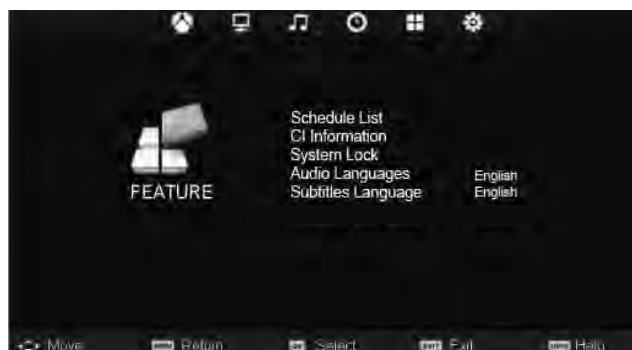 FEATURE
Schedule List
CI Information
System Lock
Audio Languages English
Subtitles Language English
Move Return Select Exit Help